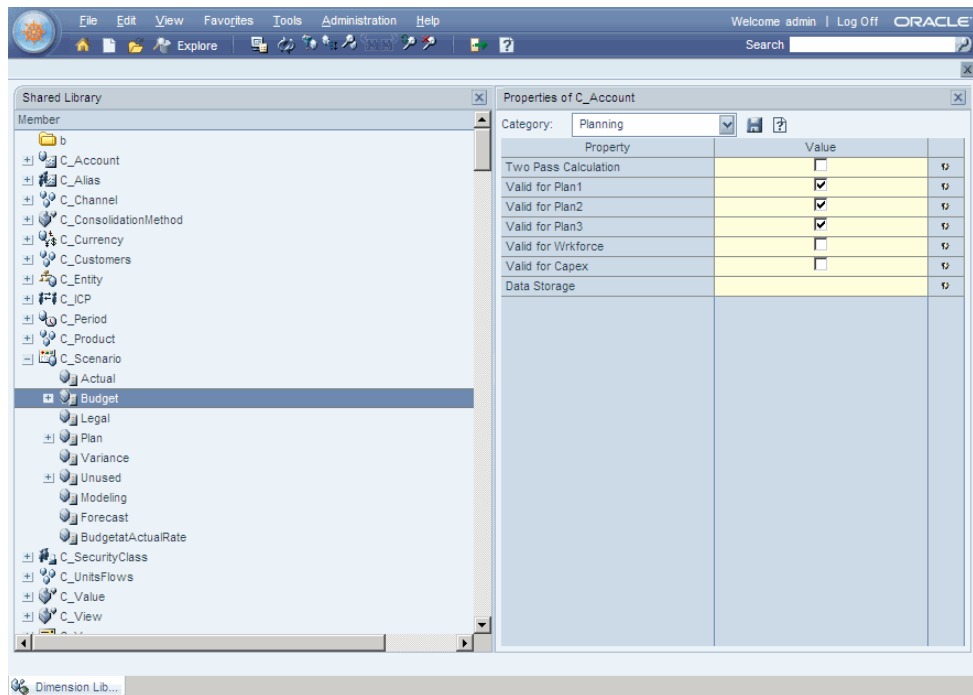 File Edit View Favorites Tools Administration Help Welcome admin | Log Off ORACLE
Explore Search
Shared Library
Member
b
C_Account
C_Alias
C_Channel
C_ConsolidationMethod
C_Currency
C_Customers
C_Entity
C_ICP
C_Period
C_Product
C_Scenario
Actual
Budget
Legal
Plan
Variance
Unused
Modeling
Forecast
BudgetatActualRate
C_SecurityClass
C_UnitsFlows
C_Value
C_View
Properties of C_Account
Category: Planning
Property Value
Two Pass Calculation
Valid for Plan1
Valid for Plan2
Valid for Plan3
Valid for Wrkforce
Valid for Capex
Data Storage
Dimension Lib...